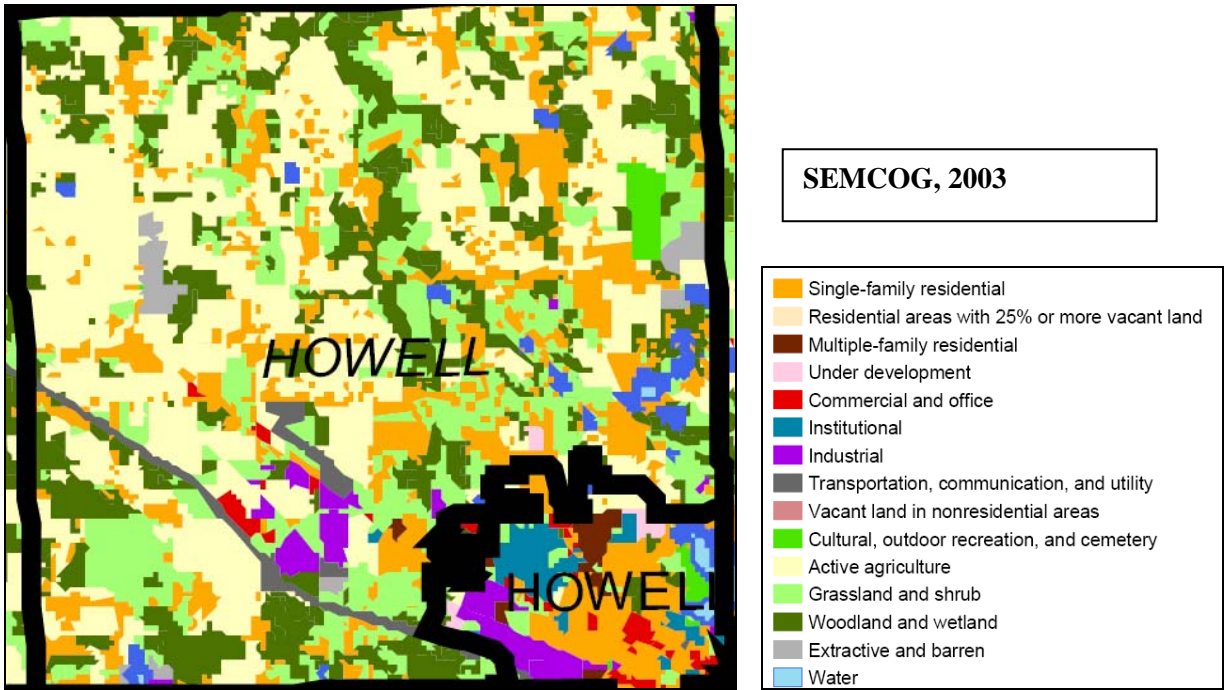 SEMCOG, 2003
Single-family residential
Residential areas with 25% or more vacant land
Multiple-family residential
Under development
Commercial and office
Institutional
Industrial
Transportation, communication, and utility
Vacant land in nonresidential areas
Cultural, outdoor recreation, and cemetery
Active agriculture
Grassland and shrub
Woodland and wetland
Extractive and barren
Water
HOWELL
HOWEL